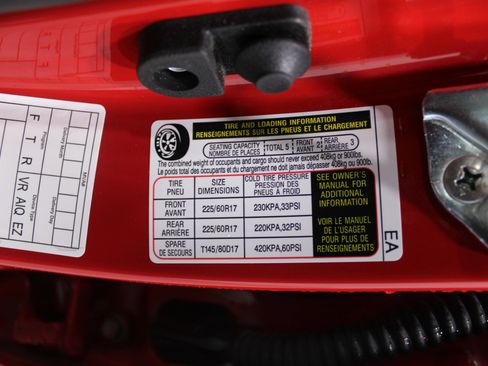 TIRE AND LOADING INFORMATION
RENSEIGNEMENTS SUR LES PNEUS ET LE CHARGEMENT
SEATING CAPACITY
NOMBRE DE PLACES
TOTAL 5
FRONT
AVANT 2
REAR
ARRIÈRE 3
The combined weight of occupants and cargo should never exceed 408kg or 900lbs.
Le poids total des occupants et du chargement ne doit jamais dépasser 408kg ou 900lb.
TIRE
PNEU
SIZE
DIMENSIONS
COLD TIRE PRESSURE
PRESSION DES PNEUS
À FROID
FRONT
AVANT
225/60R17
230KPA,33PSI
REAR
ARRIÈRE
225/60R17
220KPA,32PSI
SPARE
DE SECOURS
T145/80D17
420KPA,60PSI
SEE OWNER'S
MANUAL FOR
ADDITIONAL
INFORMATION
VOIR LE MANUEL
DE L'USAGER
POUR PLUS DE
RENSEIGNEMENTS
EA
F T R VR AIQ EZ